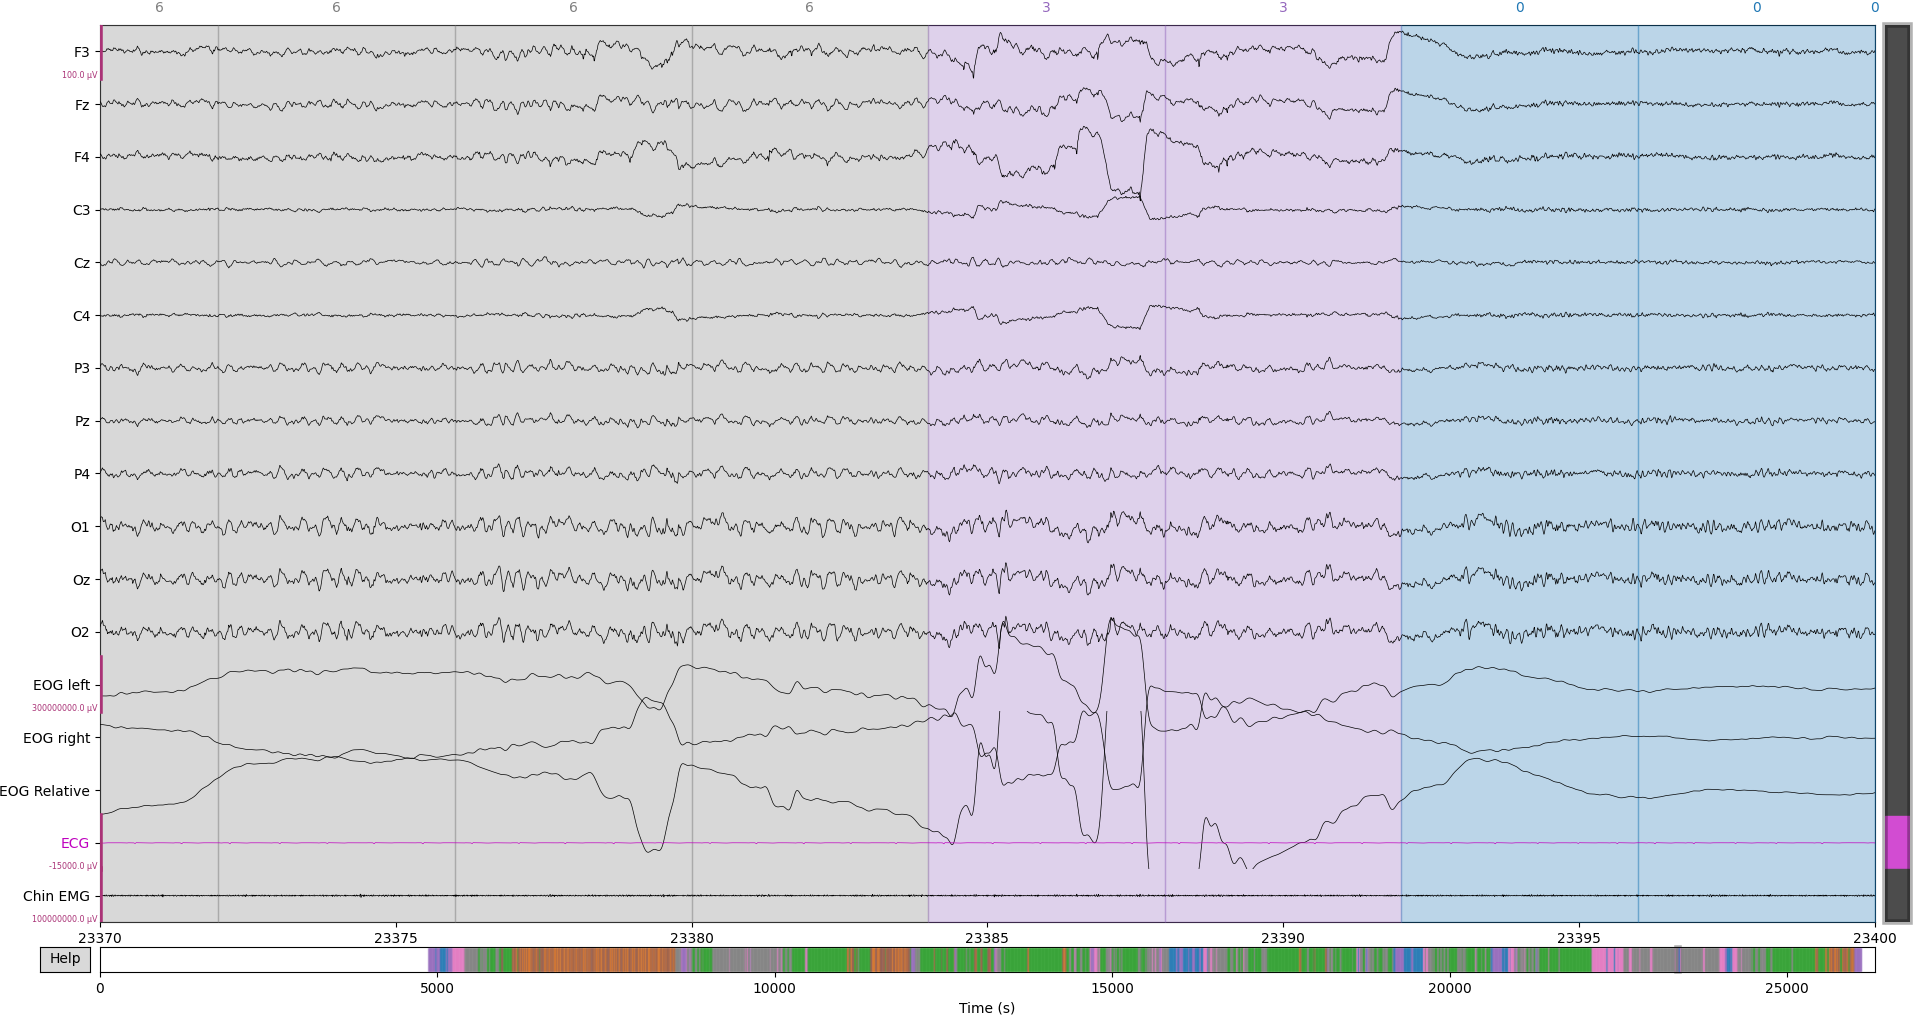 6 6 6 6 3 3 0 0 0
F3
100.0 µV
Fz
F4
C3
Cz
C4
P3
Pz
P4
O1
Oz
O2
EOG left
300000000.0 µV
EOG right
EOG Relative
ECG
-15000.0 µV
Chin EMG
100000000.0 µV
23370 23375 23380 23385 23390 23395 23400
Help
0 5000 10000 15000 20000 25000
Time (s)